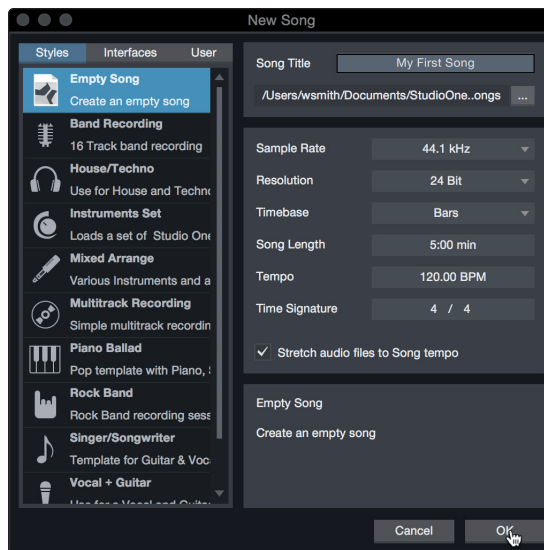 New Song
Styles Interfaces User
Empty Song
Create an empty song
Band Recording
16 Track band recording
House/Techno
Use for House and Techno
Instruments Set
Loads a set of Studio One
Mixed Arrange
Various Instruments and a
Multitrack Recording
Simple multitrack recordin
Piano Ballad
Pop template with Piano,
Rock Band
Rock Band recording sess
Singer/Songwriter
Template for Guitar & Voc
Vocal + Guitar
Song Title My First Song
/Users/wsmith/Documents/StudioOne..ongs ...
Sample Rate 44.1 kHz
Resolution 24 Bit
Timebase Bars
Song Length 5:00 min
Tempo 120.00 BPM
Time Signature 4 / 4
Stretch audio files to Song tempo
Empty Song
Create an empty song
Cancel OK